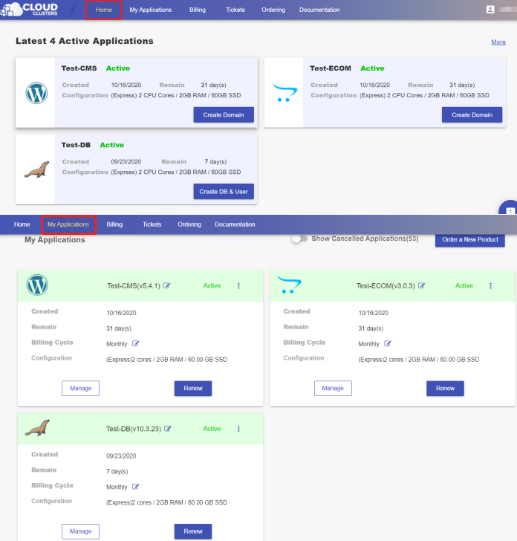 CLOUD
CLUSTERS
Home My Applications Billing Tickets Ordering Documentation
Latest 4 Active Applications
More
Test-CMS Active
Created 10/16/2020 Remain 31 day(s)
Configuration (Express) 2 CPU Cores / 2GB RAM / 60GB SSD
Create Domain
Test-ECOM Active
Created 10/16/2020 Remain 31 day(s)
Configuration (Express) 2 CPU Cores / 2GB RAM / 60GB SSD
Create Domain
Test-DB Active
Created 09/23/2020 Remain 7 day(s)
Configuration (Express) 2 CPU Cores / 2GB RAM / 60GB SSD
Create DB & User
Home My Applications Billing Tickets Ordering Documentation
My Applications
Show Cancelled Applications(53)
Order a New Product
Test-CMS(v5.4.1) Active
Created 10/16/2020
Remain 31 day(s)
Billing Cycle Monthly
Configuration (Express)2 cores / 2GB RAM / 60.00 GB SSD
Manage Renew
Test-ECOM(v3.0.3) Active
Created 10/16/2020
Remain 31 day(s)
Billing Cycle Monthly
Configuration (Express)2 cores / 2GB RAM / 60.00 GB SSD
Manage Renew
Test-DB(v10.3.23) Active
Created 09/23/2020
Remain 7 day(s)
Billing Cycle Monthly
Configuration (Express)2 cores / 2GB RAM / 60.00 GB SSD
Manage Renew